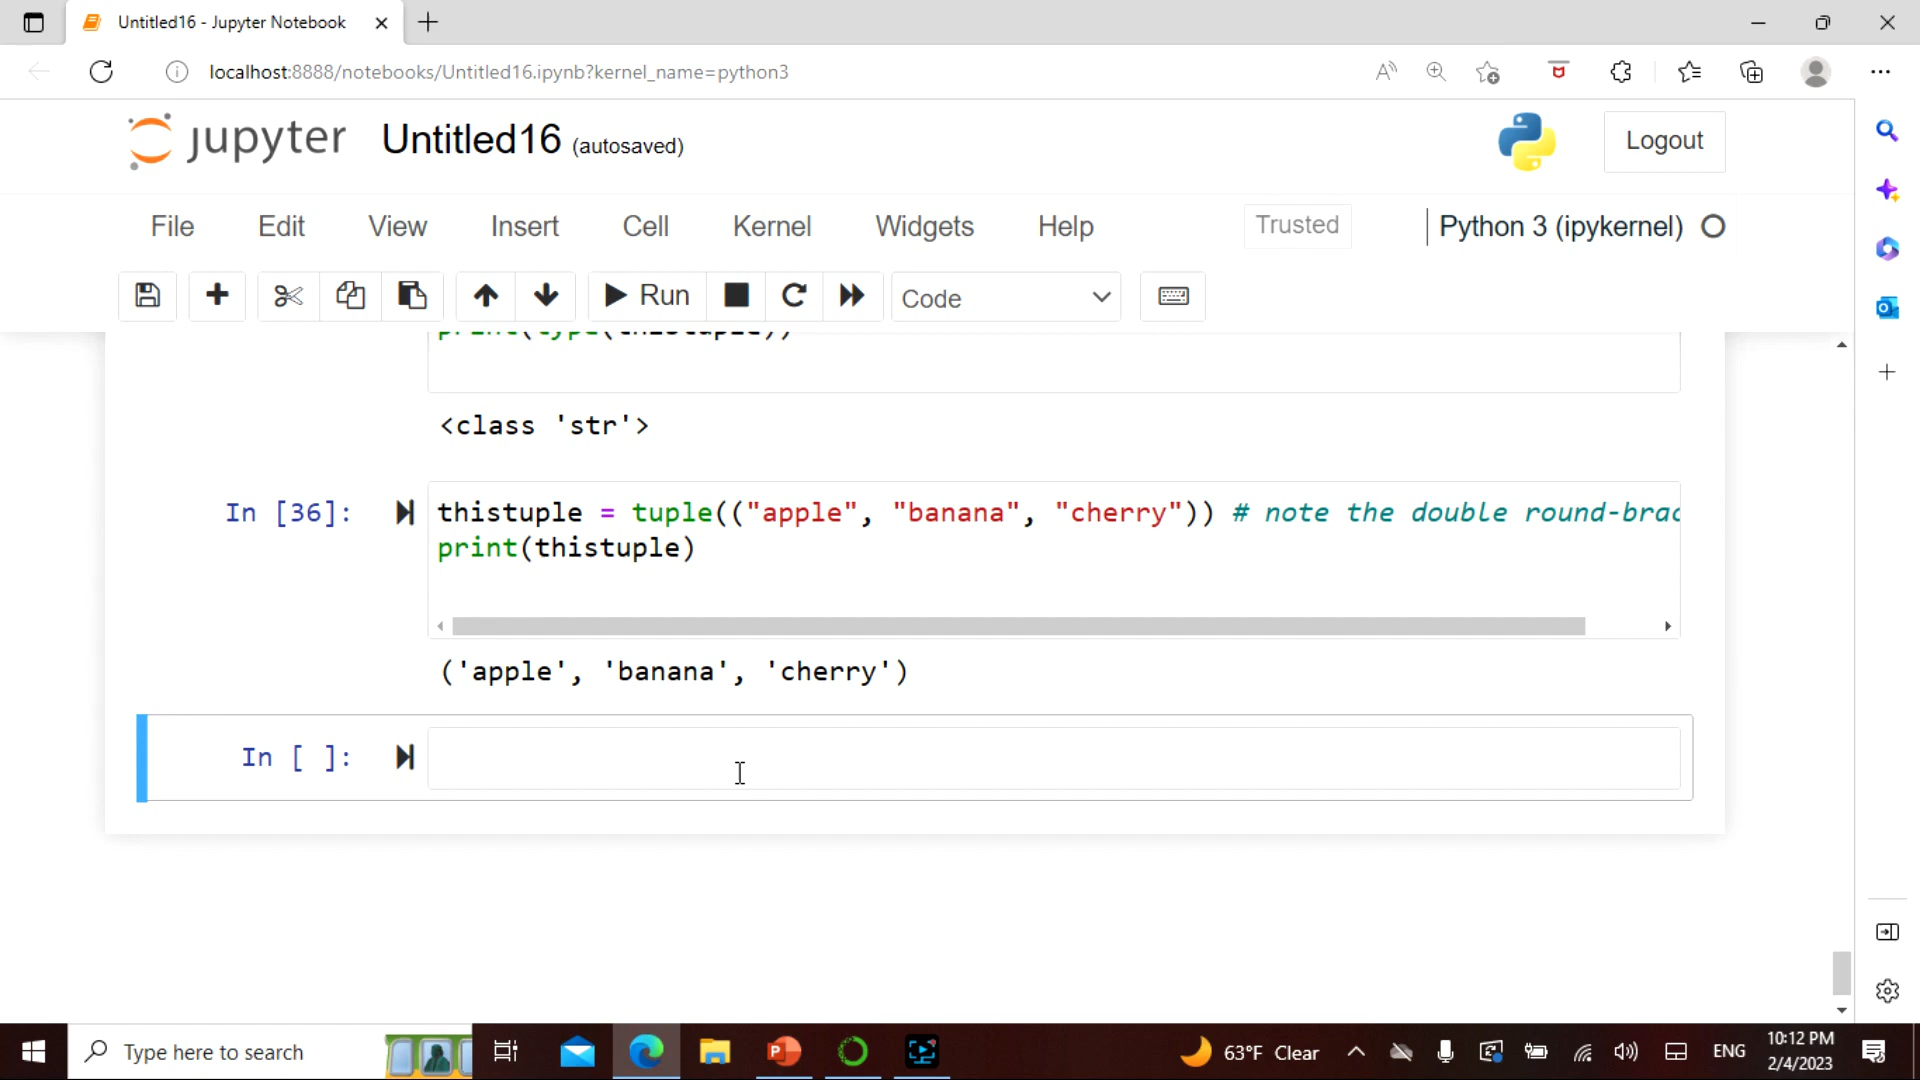 Untitled16 - Jupyter Notebook
localhost:8888/notebooks/Untitled16.ipynb?kernel_name=python3
jupyter Untitled16 (autosaved)
Logout
File Edit View Insert Cell Kernel Widgets Help Trusted Python 3 (ipykernel)
Run Code
print(type(thistuple))
<class 'str'>
In [36]: thistuple = tuple(("apple", "banana", "cherry")) # note the double round-brac
print(thistuple)
('apple', 'banana', 'cherry')
In [ ]:
Type here to search
63°F Clear
ENG
10:12 PM
2/4/2023